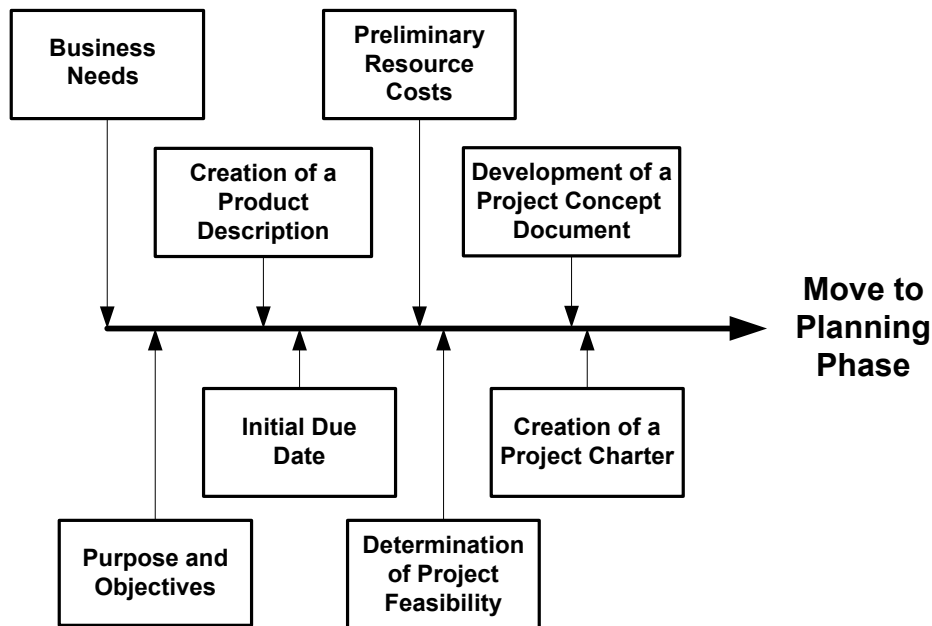 Business
Needs
Preliminary
Resource
Costs
Creation of a
Product
Description
Development of a
Project Concept
Document
Move to
Planning
Phase
Initial Due
Date
Creation of a
Project Charter
Purpose and
Objectives
Determination
of Project
Feasibility